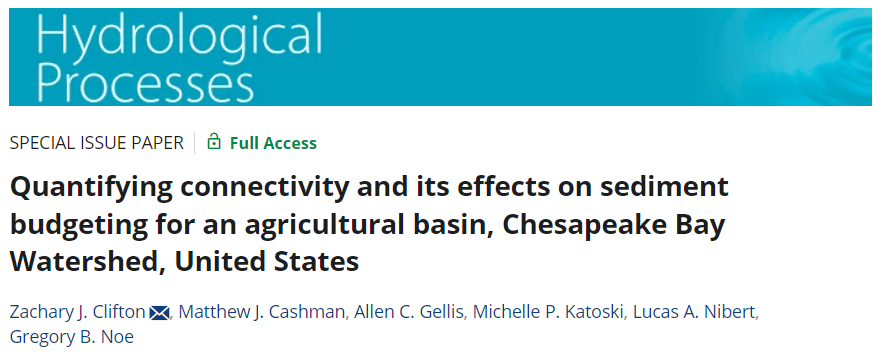 Hydrological
Processes
SPECIAL ISSUE PAPER Full Access
Quantifying connectivity and its effects on sediment
budgeting for an agricultural basin, Chesapeake Bay
Watershed, United States
Zachary J. Clifton, Matthew J. Cashman, Allen C. Gellis, Michelle P. Katoski, Lucas A. Nibert,
Gregory B. Noe